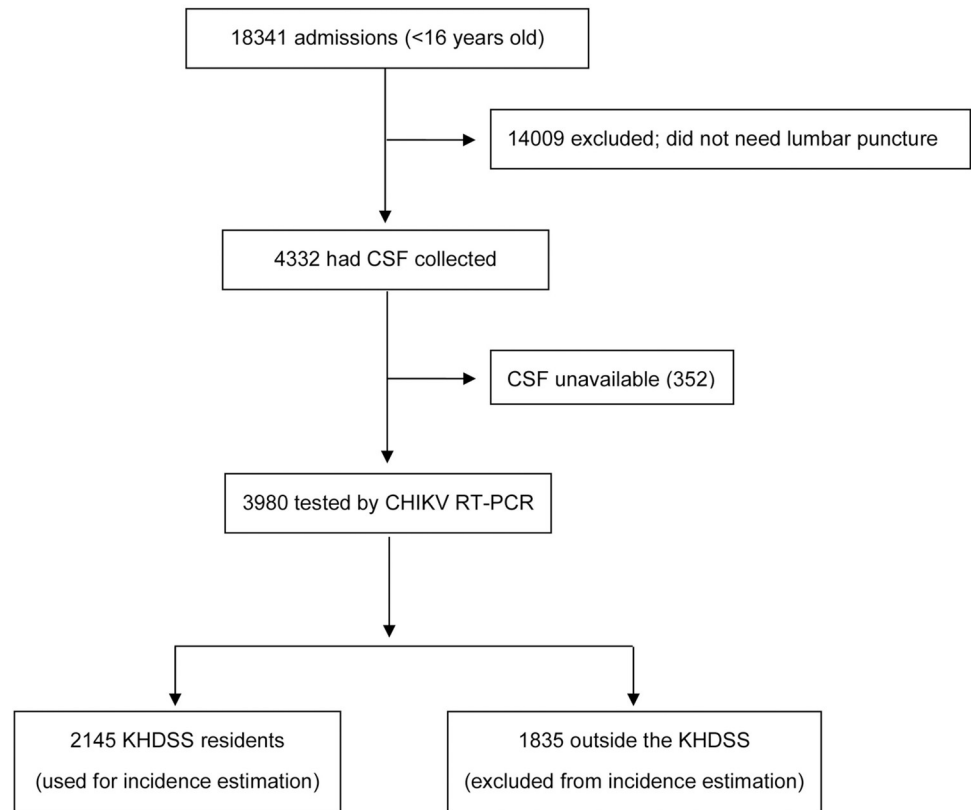 18341 admissions (<16 years old)
14009 excluded; did not need lumbar puncture
4332 had CSF collected
CSF unavailable (352)
3980 tested by CHIKV RT-PCR
2145 KHDSS residents
(used for incidence estimation)
1835 outside the KHDSS
(excluded from incidence estimation)